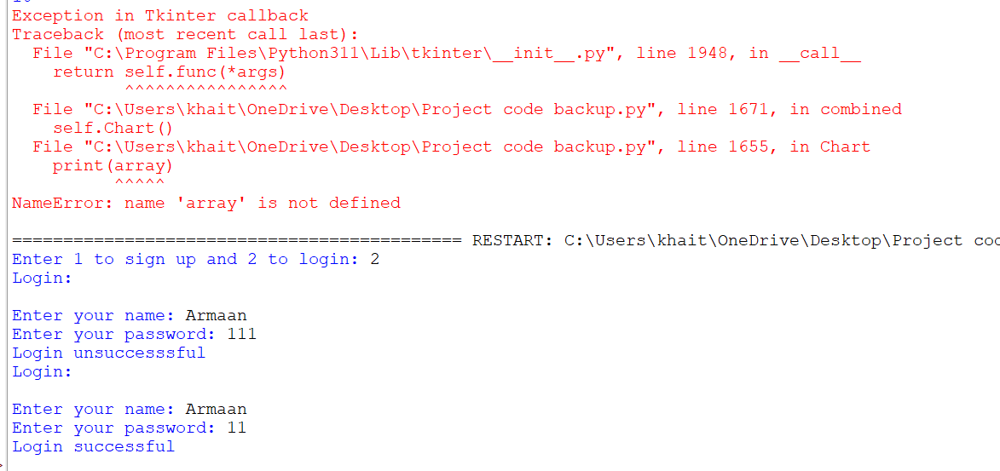 Exception in Tkinter callback
Traceback (most recent call last):
  File "C:\Program Files\Python311\Lib\tkinter\__init__.py", line 1948, in __call__
    return self.func(*args)
           ^^^^^^^^^^^^^^^^
  File "C:\Users\khait\OneDrive\Desktop\Project code backup.py", line 1671, in combined
    self.Chart()
  File "C:\Users\khait\OneDrive\Desktop\Project code backup.py", line 1655, in Chart
    print(array)
          ^^^^^
NameError: name 'array' is not defined
============================================ RESTART: C:\Users\khait\OneDrive\Desktop\Project
Enter 1 to sign up and 2 to login: 2
Login:
Enter your name: Armaan
Enter your password: 111
Login unsuccesssful
Login:
Enter your name: Armaan
Enter your password: 11
Login successful